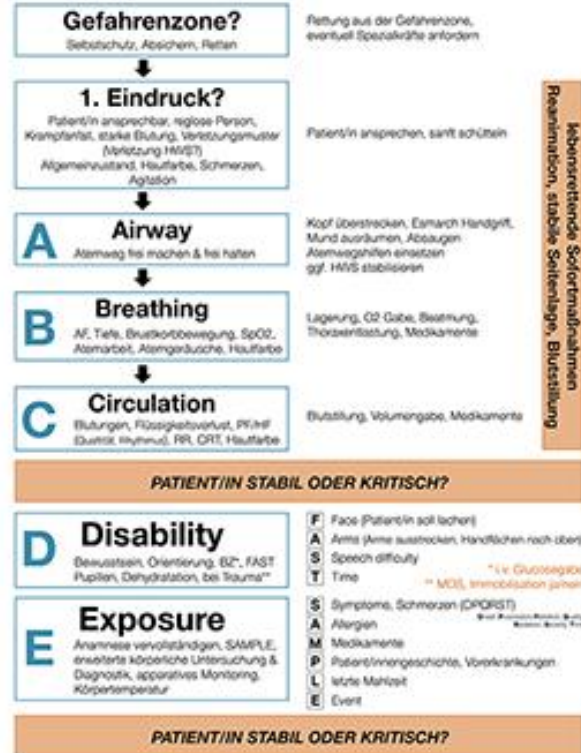 Gefahrenzone?
Selbstschutz, Absichern, Retten
Rettung aus der Gefahrenzone,
eventuell Spezialkräfte anfordern
1. Eindruck?
Patient/in ansprechbar, reglose Person,
Krampfanfall, starke Blutung, Verletzungsmuster
(Verletzung HWS?)
Allgemeinzustand, Hautfarbe, Schmerzen,
Agitation
Patient/in ansprechen, sanft schütteln
lebensrettende Sofortmaßnahmen
Reanimation, stabile Seitenlage, Blutstillung
A
Airway
Atemweg frei machen & frei halten
Kopf überstrecken, Esmarch Handgriff,
Mund ausräumen, Absaugen
Atemwegshilfen einsetzen
ggf. HWS stabilisieren
B
Breathing
AF, Tiefe, Brustkorbbewegung, SpO2,
Atemarbeit, Atemgeräusche, Hautfarbe
Lagerung, O2 Gabe, Beatmung,
Thoraxentlastung, Medikamente
C
Circulation
Blutungen, Flüssigkeitsverlust, PF/HF
(Qualität, Rhythmus), RR, CRT, Hautfarbe
Blutstillung, Volumengabe, Medikamente
PATIENT/IN STABIL ODER KRITISCH?
D
Disability
Bewusstsein, Orientierung, BZ*, FAST
Pupillen, Dehydratation, bei Trauma**
F Face (Patient/in soll lachen)
A Arms (Arme ausstrecken, Handflächen nach oben)
S Speech difficulty
T Time
* i.v. Glucosegabe
** MDS, Immobilisation ja/nein
E
Exposure
Anamnese vervollständigen, SAMPLE,
erweiterte körperliche Untersuchung &
Diagnostik, apparatives Monitoring,
Körpertemperatur
S Symptome, Schmerzen (OPQRST)
A Allergien
M Medikamente
P Patient/innengeschichte, Vorerkrankungen
L letzte Mahlzeit
E Event
PATIENT/IN STABIL ODER KRITISCH?